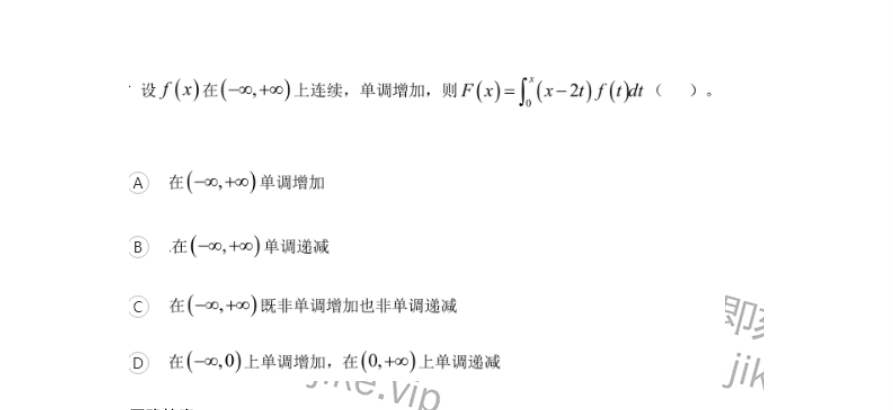 设 f(x) 在 (−∞,+∞) 上连续，单调增加，则 F(x)=∫₀ˣ(x−2t)f(t)dt（ ）。
A 在 (−∞,+∞) 单调增加
B 在 (−∞,+∞) 单调递减
C 在 (−∞,+∞) 既非单调增加也非单调递减
D 在 (−∞,0) 上单调增加，在 (0,+∞) 上单调递减